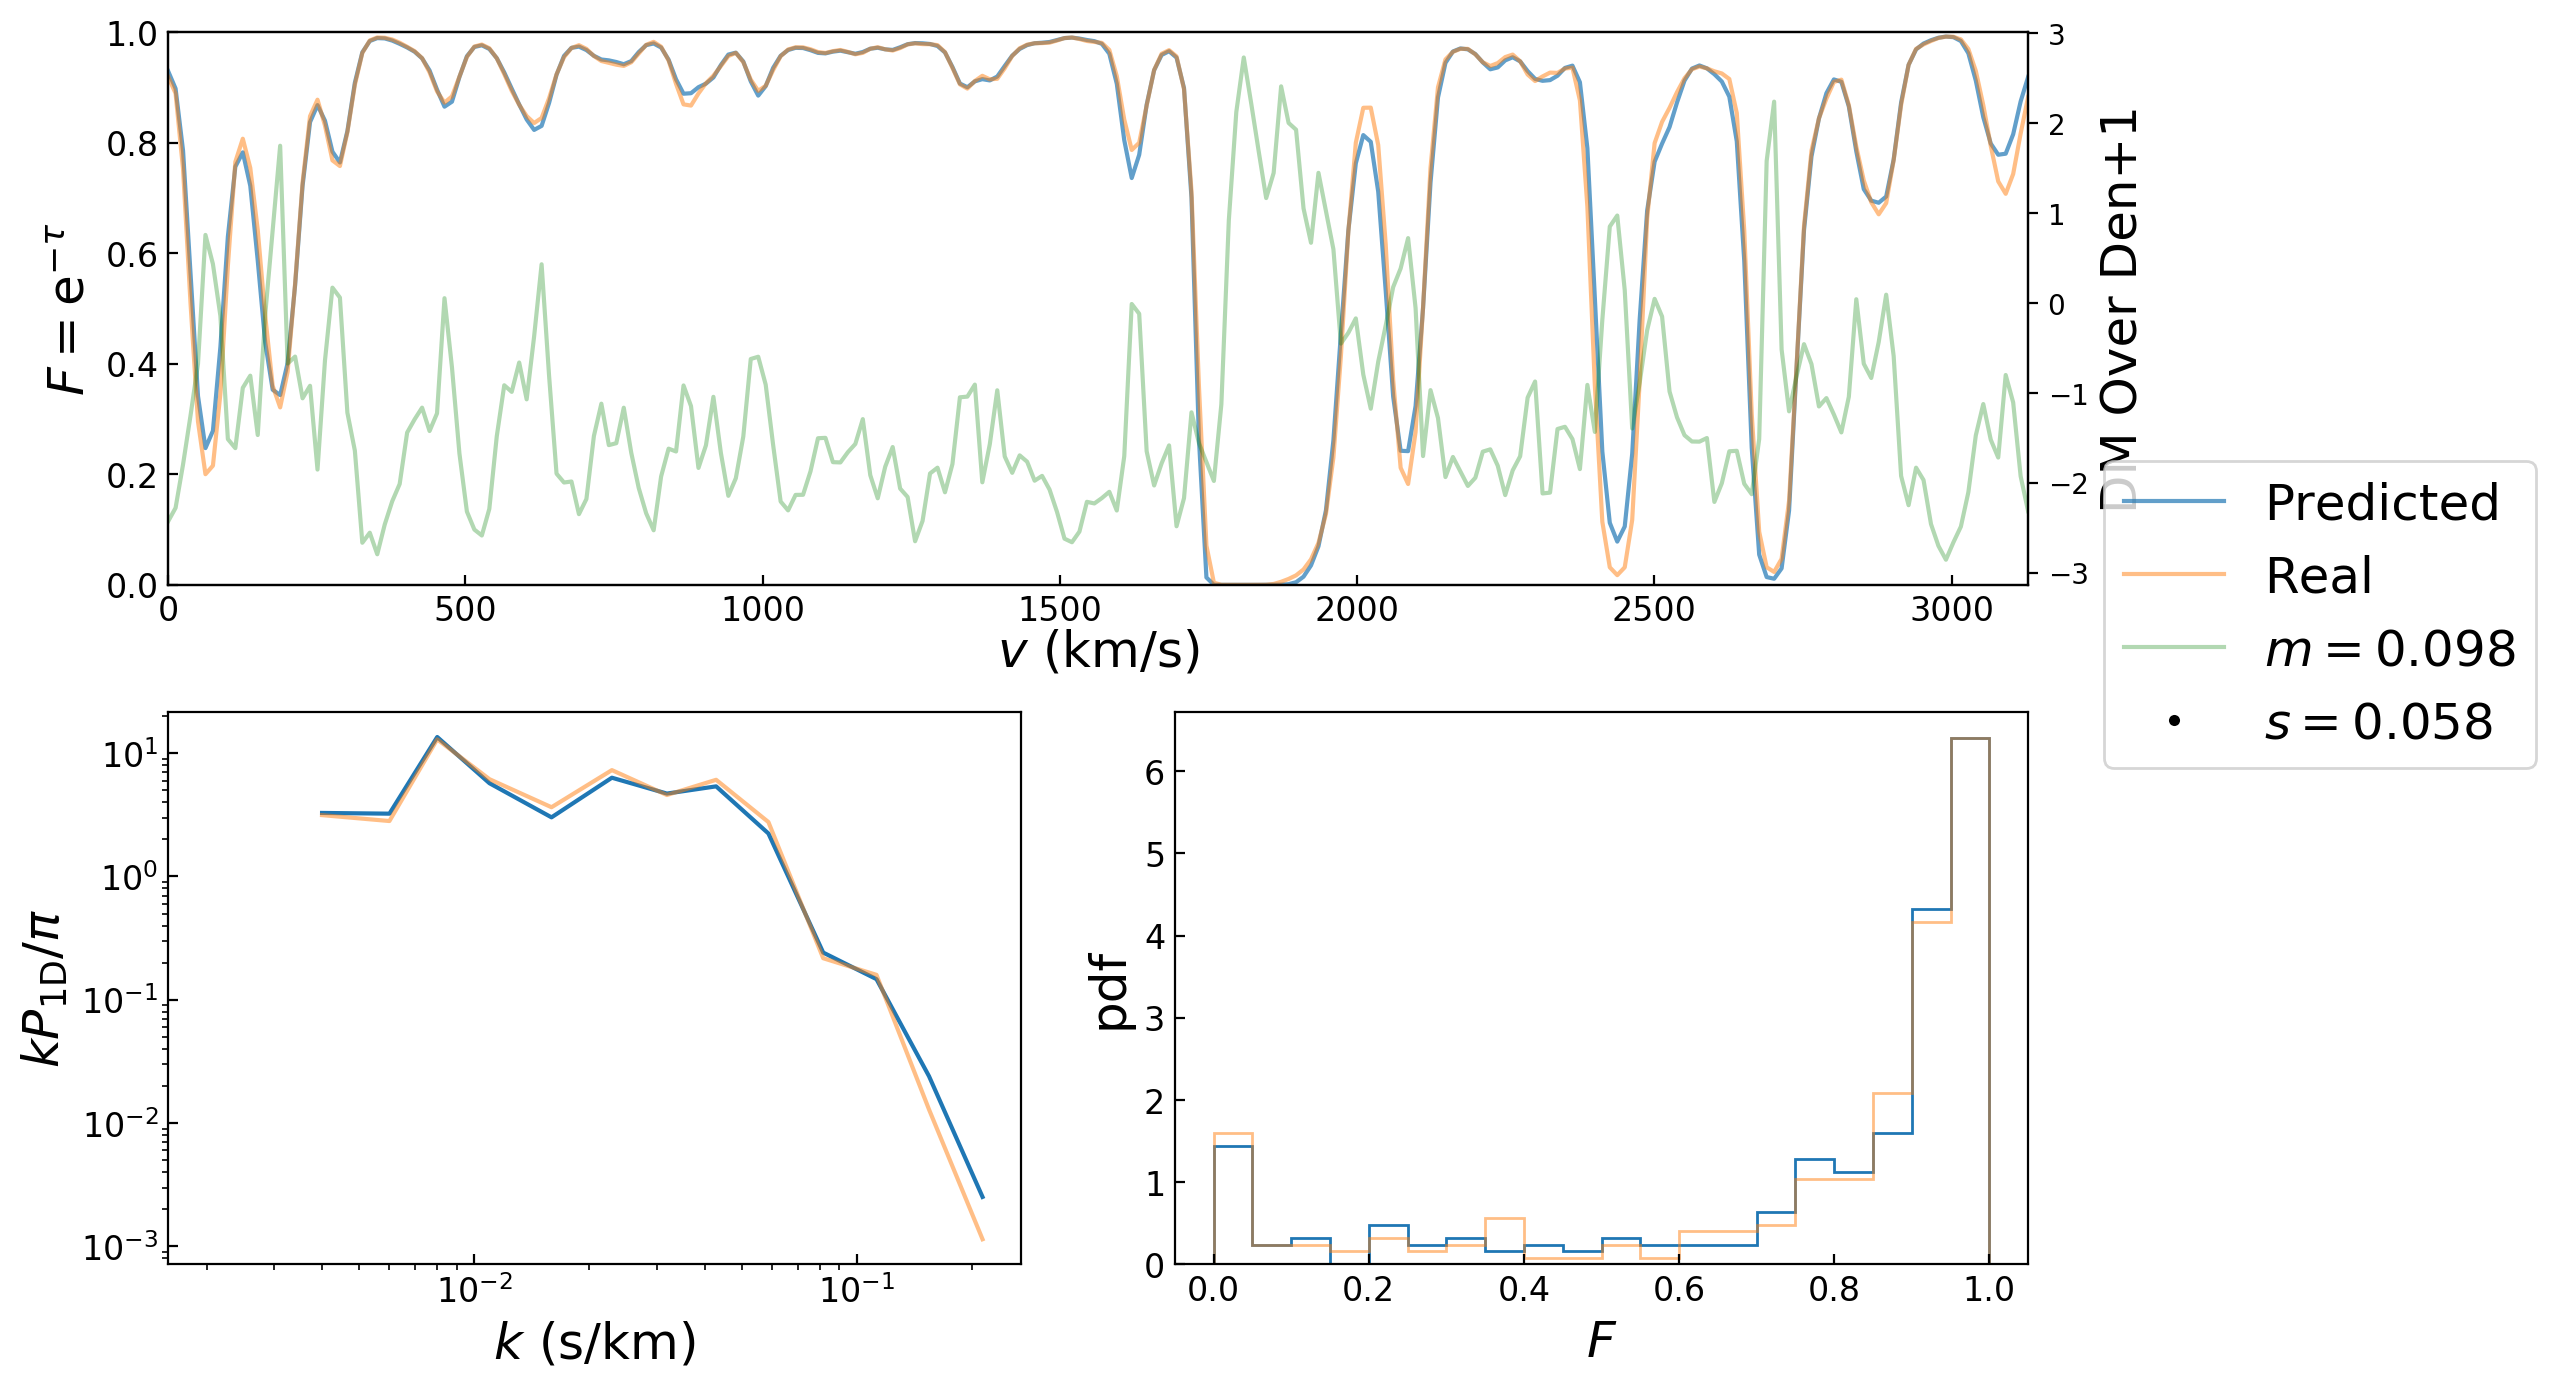 1.0
0.8
0.6
0.4
0.2
0.0
F = e^{−τ}
0 500 1000 1500 2000 2500 3000
v (km/s)
3
2
1
0
−1
−2
−3
DM Over Den+1
Predicted
Real
m = 0.098
s = 0.058
10^1
10^0
10^{−1}
10^{−2}
10^{−3}
kP_{1D}/π
10^{−2} 10^{−1}
k (s/km)
6
5
4
3
2
1
0
pdf
0.0 0.2 0.4 0.6 0.8 1.0
F